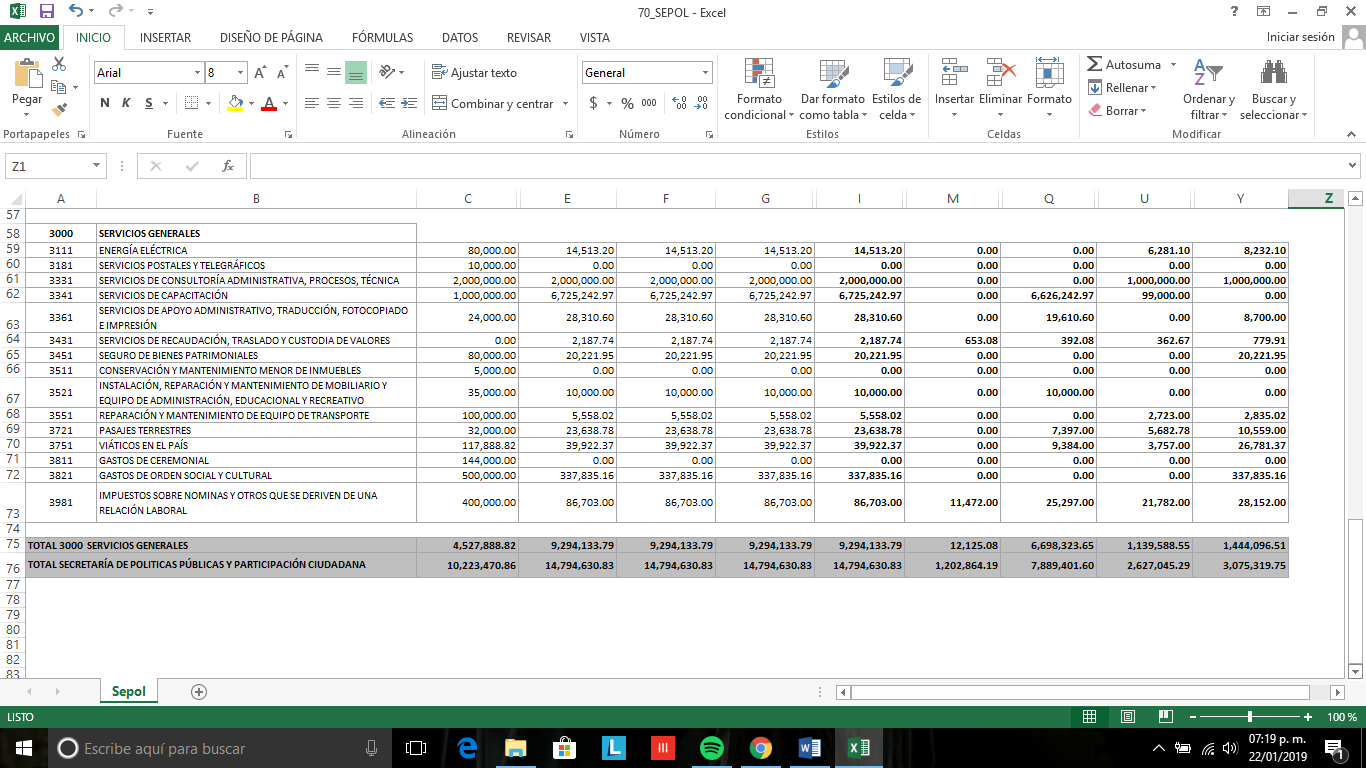 70_SEPOL - Excel
ARCHIVO INICIO INSERTAR DISEÑO DE PÁGINA FÓRMULAS DATOS REVISAR VISTA Iniciar sesión
Pegar
Portapapeles
Arial 8
N K S
Fuente
Ajustar texto
Combinar y centrar
Alineación
General
$ % 000
Número
Formato condicional
Dar formato como tabla
Estilos de celda
Estilos
Insertar Eliminar Formato
Celdas
Autosuma
Rellenar
Borrar
Ordenar y filtrar
Buscar y seleccionar
Modificar
Z1 fx
A B C E F G I M Q U Y Z
57
58 3000 SERVICIOS GENERALES
59 3111 ENERGÍA ELÉCTRICA 80,000.00 14,513.20 14,513.20 14,513.20 14,513.20 0.00 0.00 6,281.10 8,232.10
60 3181 SERVICIOS POSTALES Y TELEGRÁFICOS 10,000.00 0.00 0.00 0.00 0.00 0.00 0.00 0.00 0.00
61 3331 SERVICIOS DE CONSULTORÍA ADMINISTRATIVA, PROCESOS, TÉCNICA 2,000,000.00 2,000,000.00 2,000,000.00 2,000,000.00 2,000,000.00 0.00 0.00 1,000,000.00 1,000,000.00
62 3341 SERVICIOS DE CAPACITACIÓN 1,000,000.00 6,725,242.97 6,725,242.97 6,725,242.97 6,725,242.97 0.00 6,626,242.97 99,000.00 0.00
63 3361 SERVICIOS DE APOYO ADMINISTRATIVO, TRADUCCIÓN, FOTOCOPIADO
E IMPRESIÓN 24,000.00 28,310.60 28,310.60 28,310.60 28,310.60 0.00 19,610.60 0.00 8,700.00
64 3431 SERVICIOS DE RECAUDACIÓN, TRASLADO Y CUSTODIA DE VALORES 0.00 2,187.74 2,187.74 2,187.74 2,187.74 653.08 392.08 362.67 779.91
65 3451 SEGURO DE BIENES PATRIMONIALES 80,000.00 20,221.95 20,221.95 20,221.95 20,221.95 0.00 0.00 0.00 20,221.95
66 3511 CONSERVACIÓN Y MANTENIMIENTO MENOR DE INMUEBLES 5,000.00 0.00 0.00 0.00 0.00 0.00 0.00 0.00 0.00
67 3521 INSTALACIÓN, REPARACIÓN Y MANTENIMIENTO DE MOBILIARIO Y
EQUIPO DE ADMINISTRACIÓN, EDUCACIONAL Y RECREATIVO 35,000.00 10,000.00 10,000.00 10,000.00 10,000.00 0.00 10,000.00 0.00 0.00
68 3551 REPARACIÓN Y MANTENIMIENTO DE EQUIPO DE TRANSPORTE 100,000.00 5,558.02 5,558.02 5,558.02 5,558.02 0.00 0.00 2,723.00 2,835.02
69 3721 PASAJES TERRESTRES 32,000.00 23,638.78 23,638.78 23,638.78 23,638.78 0.00 7,397.00 5,682.78 10,559.00
70 3751 VIÁTICOS EN EL PAÍS 117,888.82 39,922.37 39,922.37 39,922.37 39,922.37 0.00 9,384.00 3,757.00 26,781.37
71 3811 GASTOS DE CEREMONIAL 144,000.00 0.00 0.00 0.00 0.00 0.00 0.00 0.00 0.00
72 3821 GASTOS DE ORDEN SOCIAL Y CULTURAL 500,000.00 337,835.16 337,835.16 337,835.16 337,835.16 0.00 0.00 0.00 337,835.16
73 3981 IMPUESTOS SOBRE NOMINAS Y OTROS QUE SE DERIVEN DE UNA
RELACIÓN LABORAL 400,000.00 86,703.00 86,703.00 86,703.00 86,703.00 11,472.00 25,297.00 21,782.00 28,152.00
74
75 TOTAL 3000 SERVICIOS GENERALES 4,527,888.82 9,294,133.79 9,294,133.79 9,294,133.79 9,294,133.79 12,125.08 6,698,323.65 1,139,588.55 1,444,096.51
76 TOTAL SECRETARÍA DE POLITICAS PÚBLICAS Y PARTICIPACIÓN CIUDADANA 10,223,470.86 14,794,630.83 14,794,630.83 14,794,630.83 14,794,630.83 1,202,864.19 7,889,401.60 2,627,045.29 3,075,319.75
77
78
79
80
81
82
83
Sepol
LISTO 100 %
Escribe aquí para buscar
07:19 p. m.
22/01/2019
1